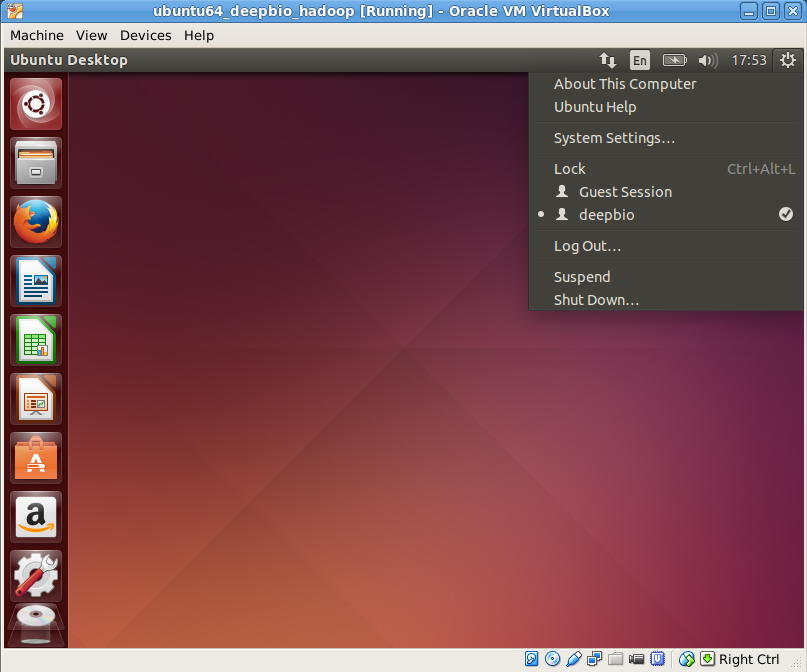 ubuntu64_deepbio_hadoop [Running] - Oracle VM VirtualBox
Machine View Devices Help
Ubuntu Desktop En 17:53
About This Computer
Ubuntu Help
System Settings...
Lock Ctrl+Alt+L
Guest Session
deepbio
Log Out...
Suspend
Shut Down...
a
Right Ctrl